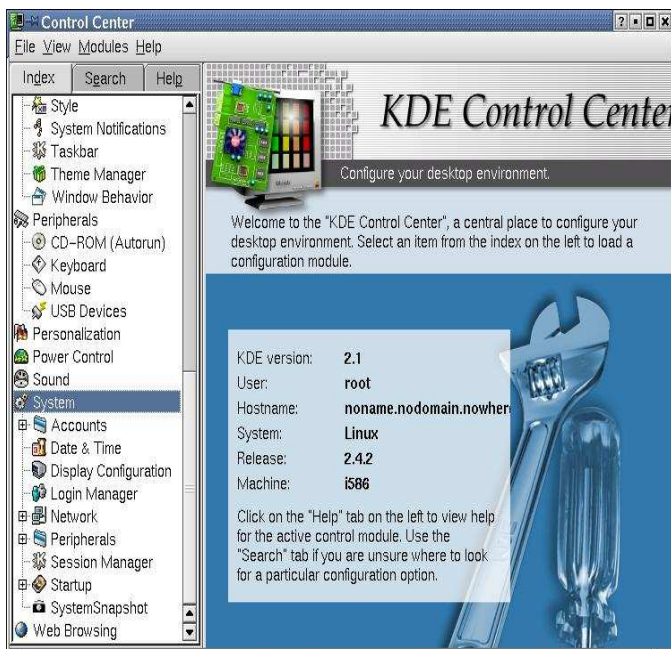 Control Center
File View Modules Help
Index Search Help
Style
System Notifications
Taskbar
Theme Manager
Window Behavior
Peripherals
CD-ROM (Autorun)
Keyboard
Mouse
USB Devices
Personalization
Power Control
Sound
System
Accounts
Date & Time
Display Configuration
Login Manager
Network
Peripherals
Session Manager
Startup
SystemSnapshot
Web Browsing
KDE Control Center
Configure your desktop environment.
Welcome to the "KDE Control Center", a central place to configure your
desktop environment. Select an item from the index on the left to load a
configuration module.
KDE version: 2.1
User: root
Hostname: noname.nodomain.nowher
System: Linux
Release: 2.4.2
Machine: i586
Click on the "Help" tab on the left to view help
for the active control module. Use the
"Search" tab if you are unsure where to look
for a particular configuration option.